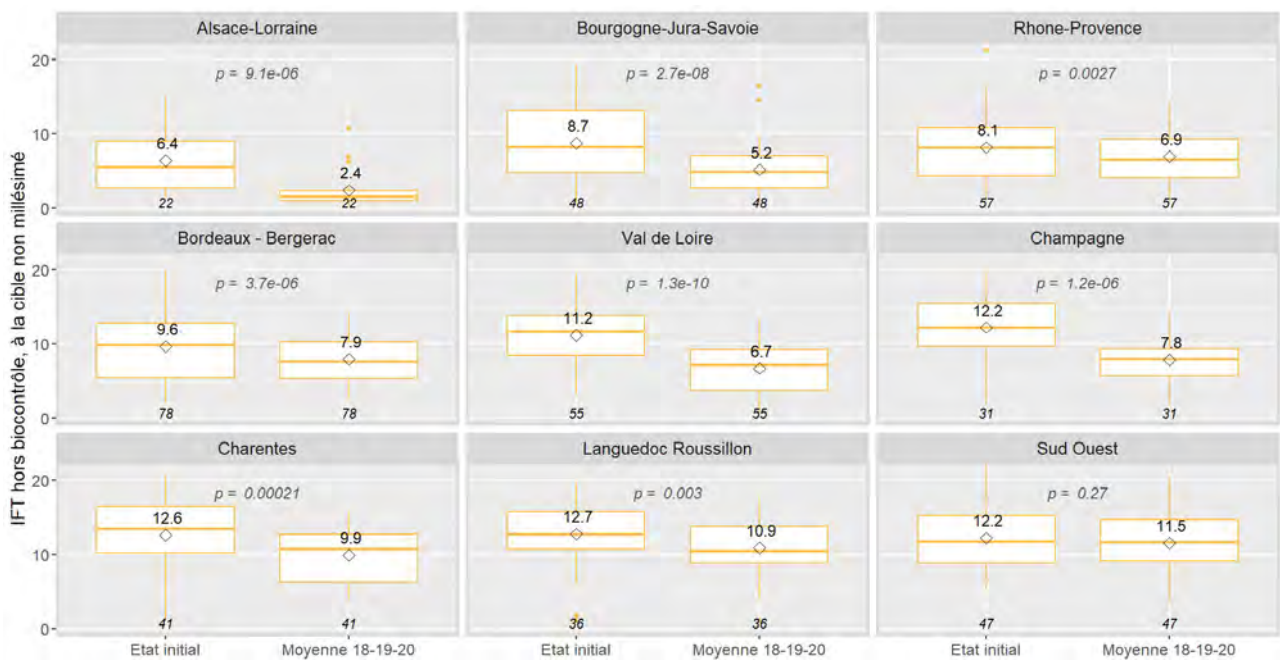 IFT hors biocontrôle, à la cible non millésimé
Alsace-Lorraine
Bourgogne-Jura-Savoie
Rhone-Provence
20
10
0
p = 9.1e-06
6.4
2.4
22
22
p = 2.7e-08
8.7
5.2
48
48
p = 0.0027
8.1
6.9
57
57
Bordeaux - Bergerac
Val de Loire
Champagne
20
10
0
p = 3.7e-06
9.6
7.9
78
78
p = 1.3e-10
11.2
6.7
55
55
p = 1.2e-06
12.2
7.8
31
31
Charentes
Languedoc Roussillon
Sud Ouest
20
10
0
p = 0.00021
12.6
9.9
41
41
p = 0.003
12.7
10.9
36
36
p = 0.27
12.2
11.5
47
47
Etat initial
Moyenne 18-19-20
Etat initial
Moyenne 18-19-20
Etat initial
Moyenne 18-19-20